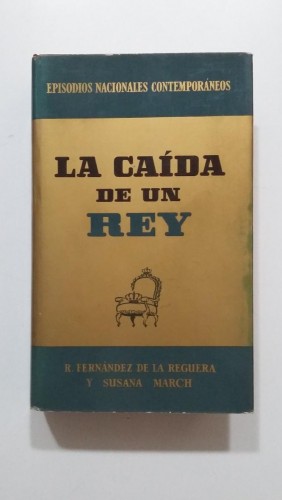 EPISODIOS NACIONALES CONTEMPORÁNEOS
LA CAÍDA
DE UN
REY
R. FERNÁNDEZ DE LA REGUERA
Y SUSANA MARCH